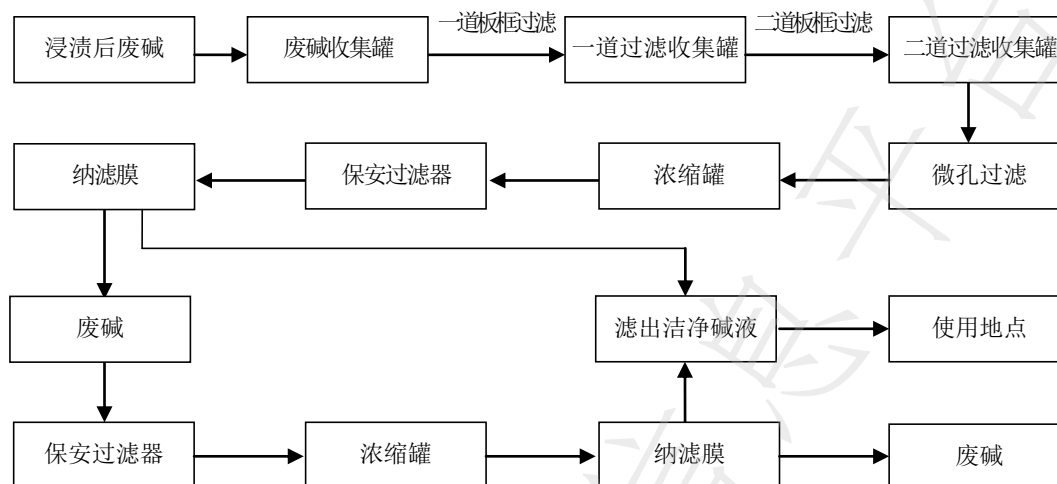 浸渍后废碱
废碱收集罐
一道板框过滤
一道过滤收集罐
二道板框过滤
二道过滤收集罐
纳滤膜
保安过滤器
浓缩罐
微孔过滤
废碱
滤出洁净碱液
使用地点
保安过滤器
浓缩罐
纳滤膜
废碱